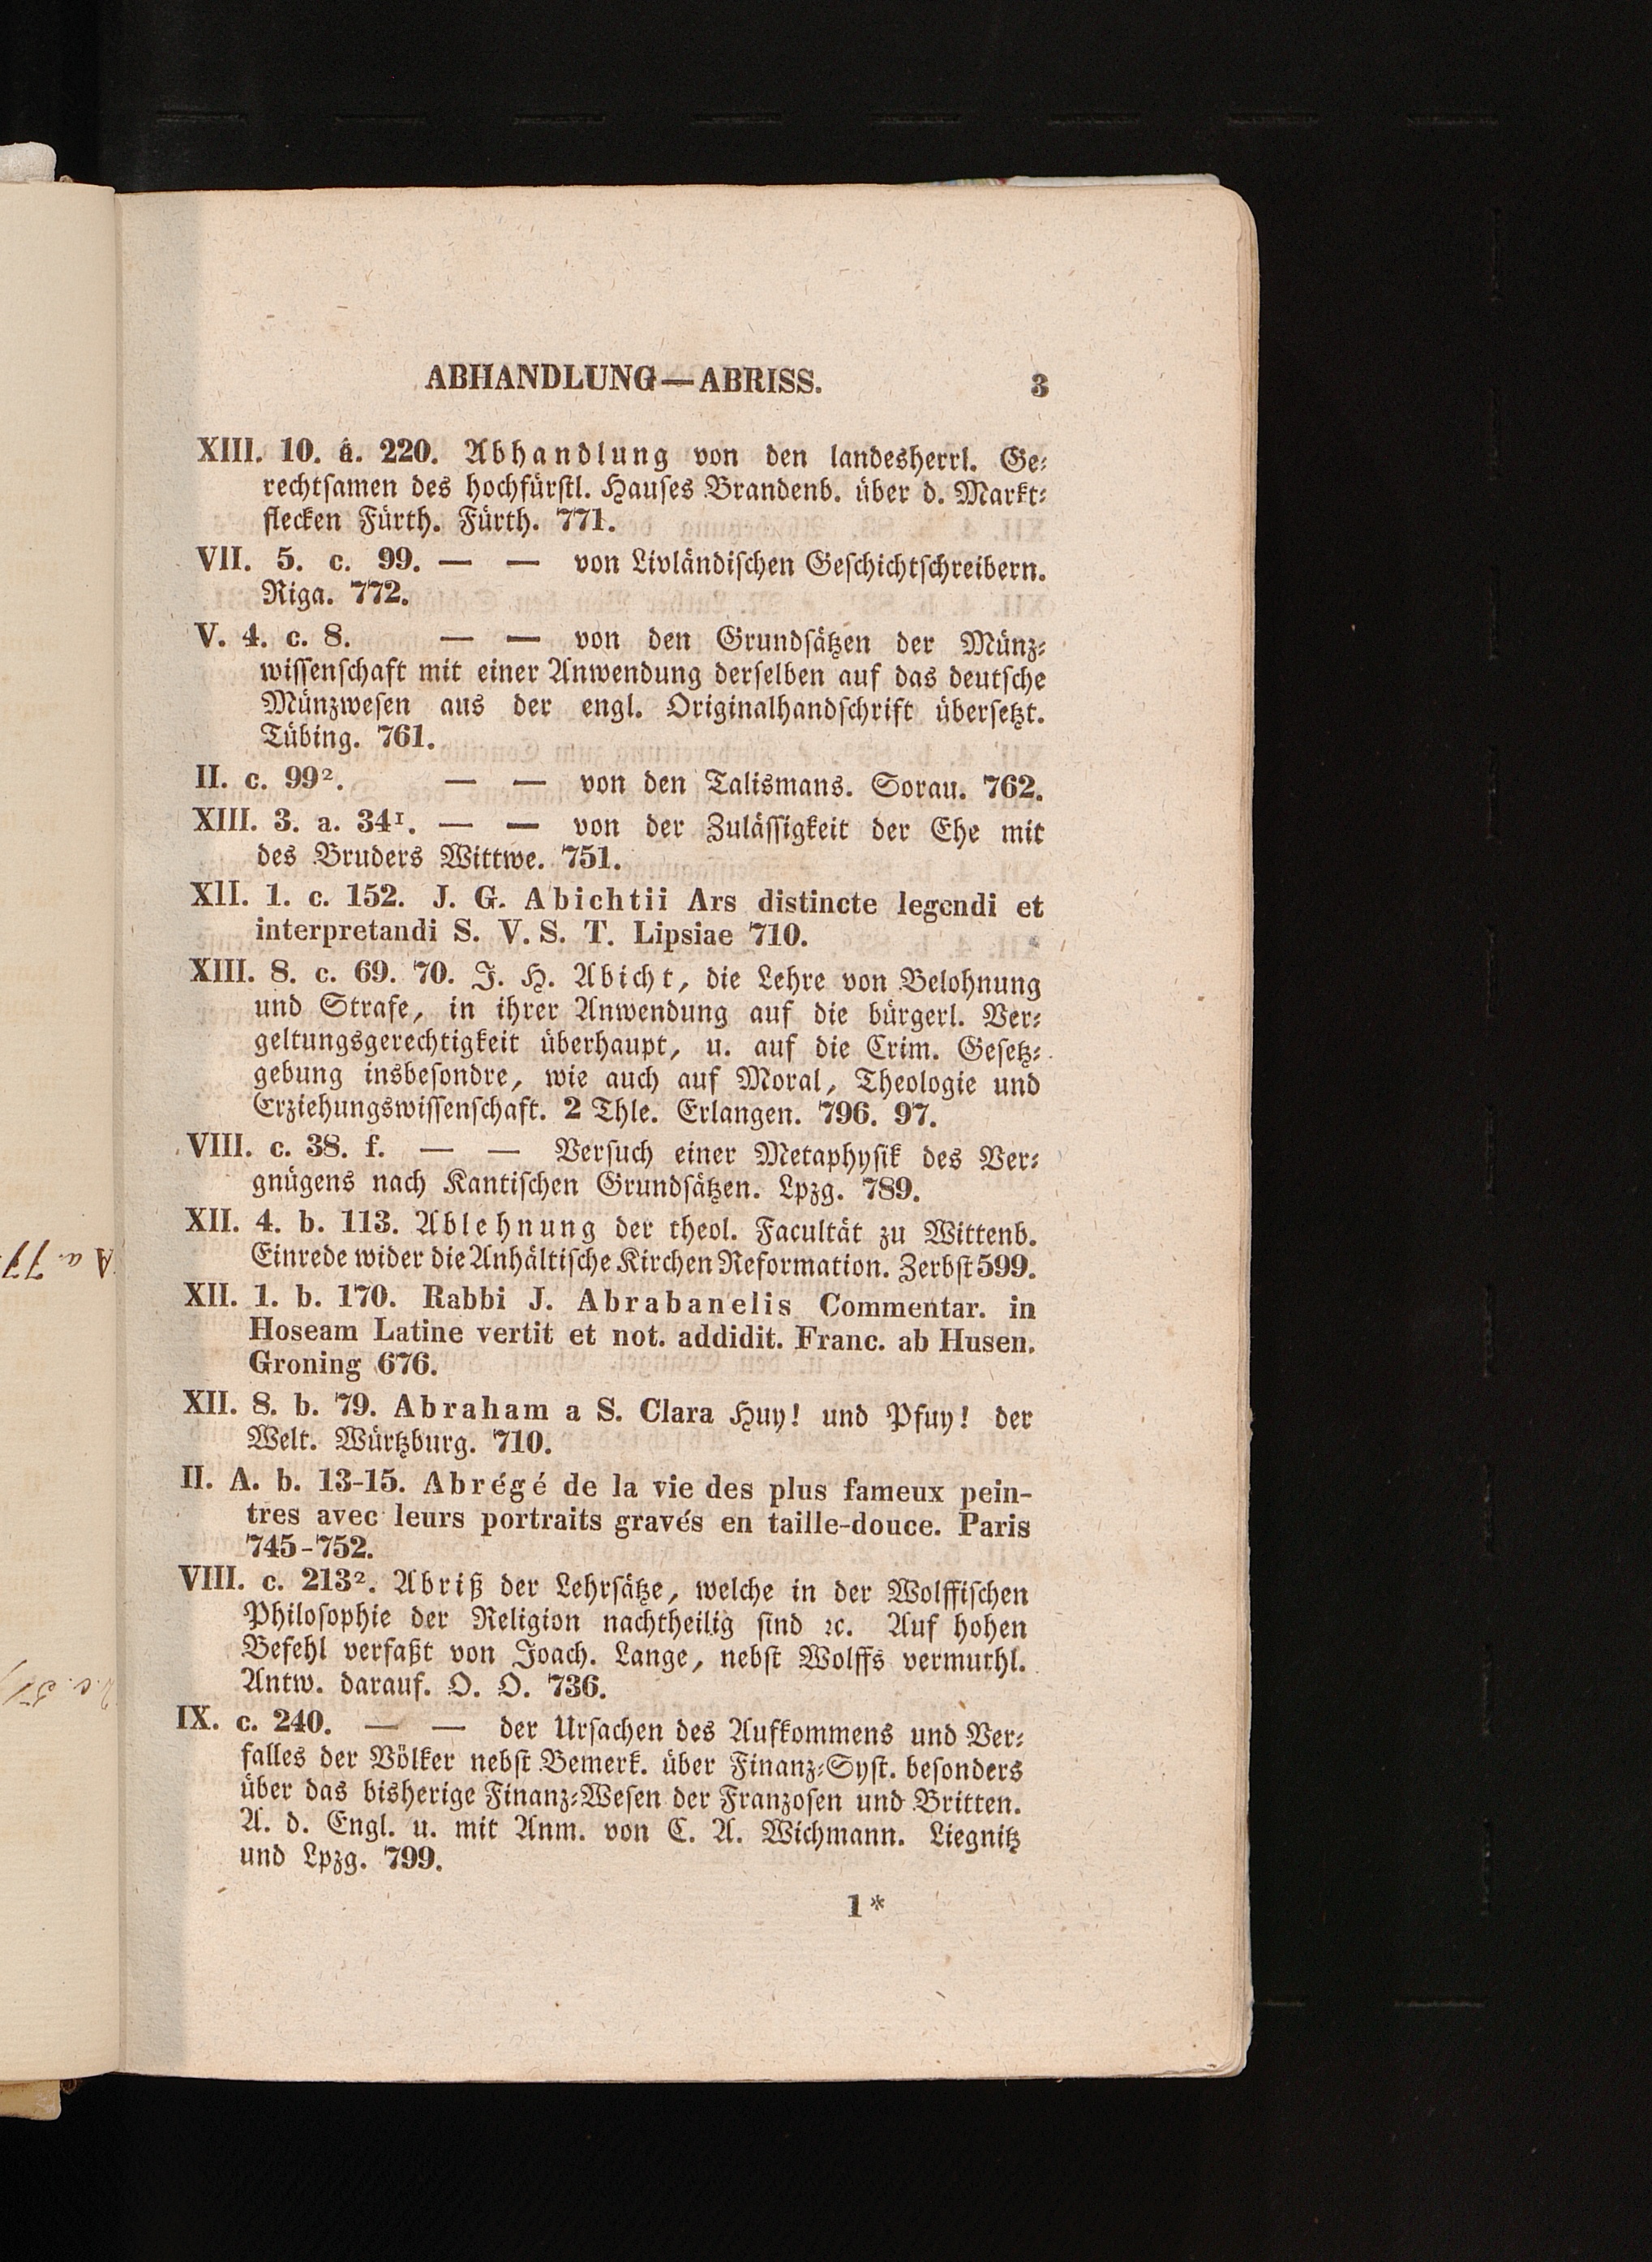 ABHANDLUNG—ABRISS. 3
XIII. 10. a. 220. Abhandlung von den landesherrl. Ge-
rechtsamen des hochfürstl. Hauses Brandenb. über d. Markt-
flecken Fürth. Fürth. 771.
VII. 5. c. 99. — — von Livländischen Geschichtschreibern.
Riga. 772.
V. 4. c. 8. — — von den Grundsätzen der Münz-
wissenschaft mit einer Anwendung derselben auf das deutsche
Münzwesen aus der engl. Originalhandschrift übersetzt.
Tübing. 761.
II. c. 99². — — von den Talismans. Sorau. 762.
XIII. 3. a. 34¹. — — von der Zulässigkeit der Ehe mit
des Bruders Wittwe. 751.
XII. 1. c. 152. J. G. Abichtii Ars distincte legendi et
interpretandi S. V. S. T. Lipsiae 710.
XIII. 8. c. 69. 70. J. H. Abicht, die Lehre von Belohnung
und Strafe, in ihrer Anwendung auf die bürgerl. Ver-
geltungsgerechtigkeit überhaupt, u. auf die Crim. Gesetz-
gebung insbesondre, wie auch auf Moral, Theologie und
Erziehungswissenschaft. 2 Thle. Erlangen. 796. 97.
VIII. c. 38. f. — — Versuch einer Metaphysik des Ver-
gnügens nach Kantischen Grundsätzen. Lpzg. 789.
XII. 4. b. 113. Ablehnung der theol. Facultät zu Wittenb.
Einrede wider die Anhältische Kirchen Reformation. Zerbst 599.
XII. 1. b. 170. Rabbi J. Abrabanelis Commentar. in
Hoseam Latine vertit et not. addidit. Franc. ab Husen.
Groning 676.
XII. 8. b. 79. Abraham a S. Clara Huy! und Pfuy! der
Welt. Würtzburg. 710.
II. A. b. 13-15. Abrégé de la vie des plus fameux pein-
tres avec leurs portraits gravés en taille-douce. Paris
745-752.
VIII. c. 213². Abriß der Lehrsätze, welche in der Wolffischen
Philosophie der Religion nachtheilig sind ꝛc. Auf hohen
Befehl verfaßt von Joach. Lange, nebst Wolffs vermuthl.
Antw. darauf. O. O. 736.
IX. c. 240. — — der Ursachen des Aufkommens und Ver-
falles der Völker nebst Bemerk. über Finanz-Syst. besonders
über das bisherige Finanz-Wesen der Franzosen und Britten.
A. d. Engl. u. mit Anm. von C. A. Wichmann. Liegnitz
und Lpzg. 799.
1*